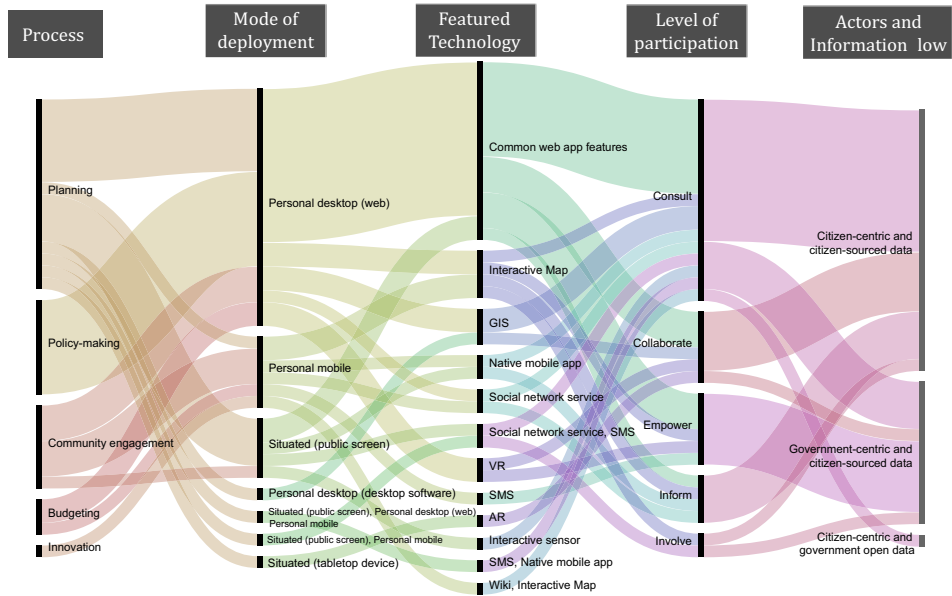 Process
Mode of
deployment
Featured
Technology
Level of
participation
Actors and
Information low
Planning
Policy-making
Community engagement
Budgeting
Innovation
Personal desktop (web)
Personal mobile
Situated (public screen)
Personal desktop (desktop software)
Situated (public screen), Personal desktop (web)
Personal mobile
Situated (public screen), Personal mobile
Situated (tabletop device)
Common web app features
Interactive Map
GIS
Native mobile app
Social network service
Social network service, SMS
VR
SMS
AR
Interactive sensor
SMS, Native mobile app
Wiki, Interactive Map
Consult
Collaborate
Empower
Inform
Involve
Citizen-centric and
citizen-sourced data
Government-centric and
citizen-sourced data
Citizen-centric and
government open data